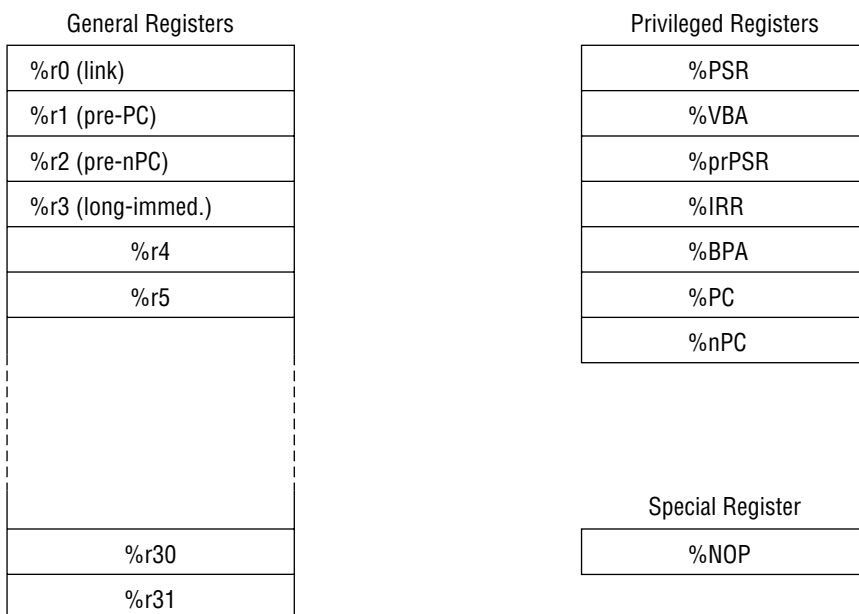 General Registers
%r0 (link)
%r1 (pre-PC)
%r2 (pre-nPC)
%r3 (long-immed.)
%r4
%r5
%r30
%r31
Privileged Registers
%PSR
%VBA
%prPSR
%IRR
%BPA
%PC
%nPC
Special Register
%NOP